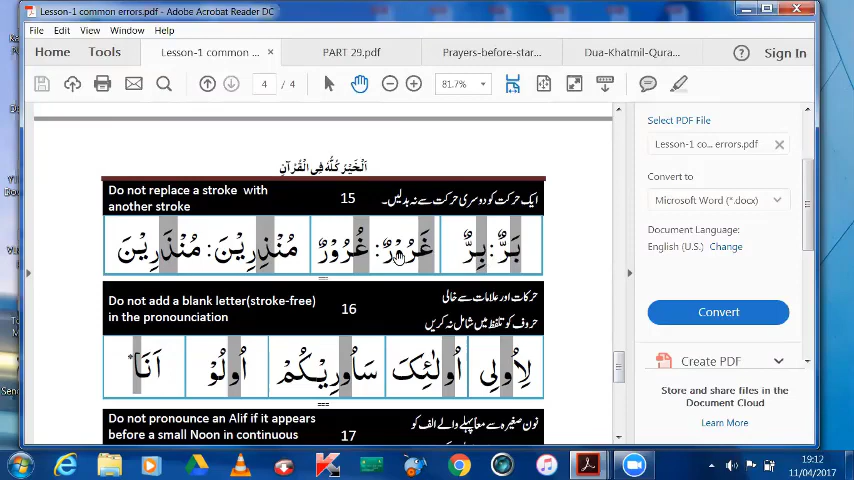 Lesson-1 common errors.pdf - Adobe Acrobat Reader DC
File Edit View Window Help
Home Tools Lesson-1 common ... × PART 29.pdf Prayers-before-star... Dua-Khatmil-Qura... Sign In
4 / 4 81.7%
اَلْخَيْرُ كُلُّهُ فِى الْقُرْآنِ
Do not replace a stroke with
another stroke
15
ایک حرکت کو دوسری حرکت سے نہ بدلیں۔
بَرٌّ : بِرٌّ
غَرُوْرٌ : غُرُوْرٌ
مُنْذِرِيْنَ : مُنْذَرِيْنَ
Do not add a blank letter(stroke-free)
in the pronounciation
16
حرکات اور علامات سے خالی
حروف کو تلفظ میں شامل نہ کریں
لِاُولِى اُولٰئِكَ سَاُورِيْكُمْ اُولُوْ اَنَا*
Do not pronounce an Alif if it appears
before a small Noon in continuous
17
نون صغیرہ سے معاً پہلے والے الف کو
Select PDF File
Lesson-1 co... errors.pdf ×
Convert to
Microsoft Word (*.docx)
Document Language:
English (U.S.) Change
Convert
Create PDF
Store and share files in the
Document Cloud
Learn More
19:12
11/04/2017